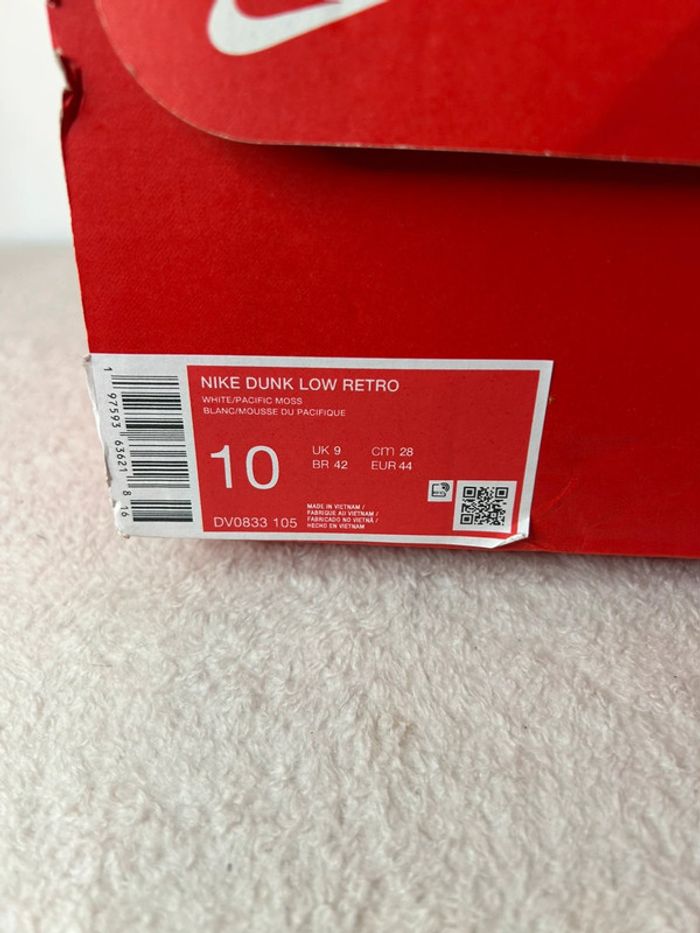 NIKE DUNK LOW RETRO
WHITE/PACIFIC MOSS
BLANC/MOUSSE DU PACIFIQUE
10
UK 9 cm 28
BR 42 EUR 44
DV0833 105
MADE IN VIETNAM /
FABRIQUE AU VIETNAM /
FABRICADO NO VIETNÃ /
HECHO EN VIETNAM
1 97593 63621 8 16